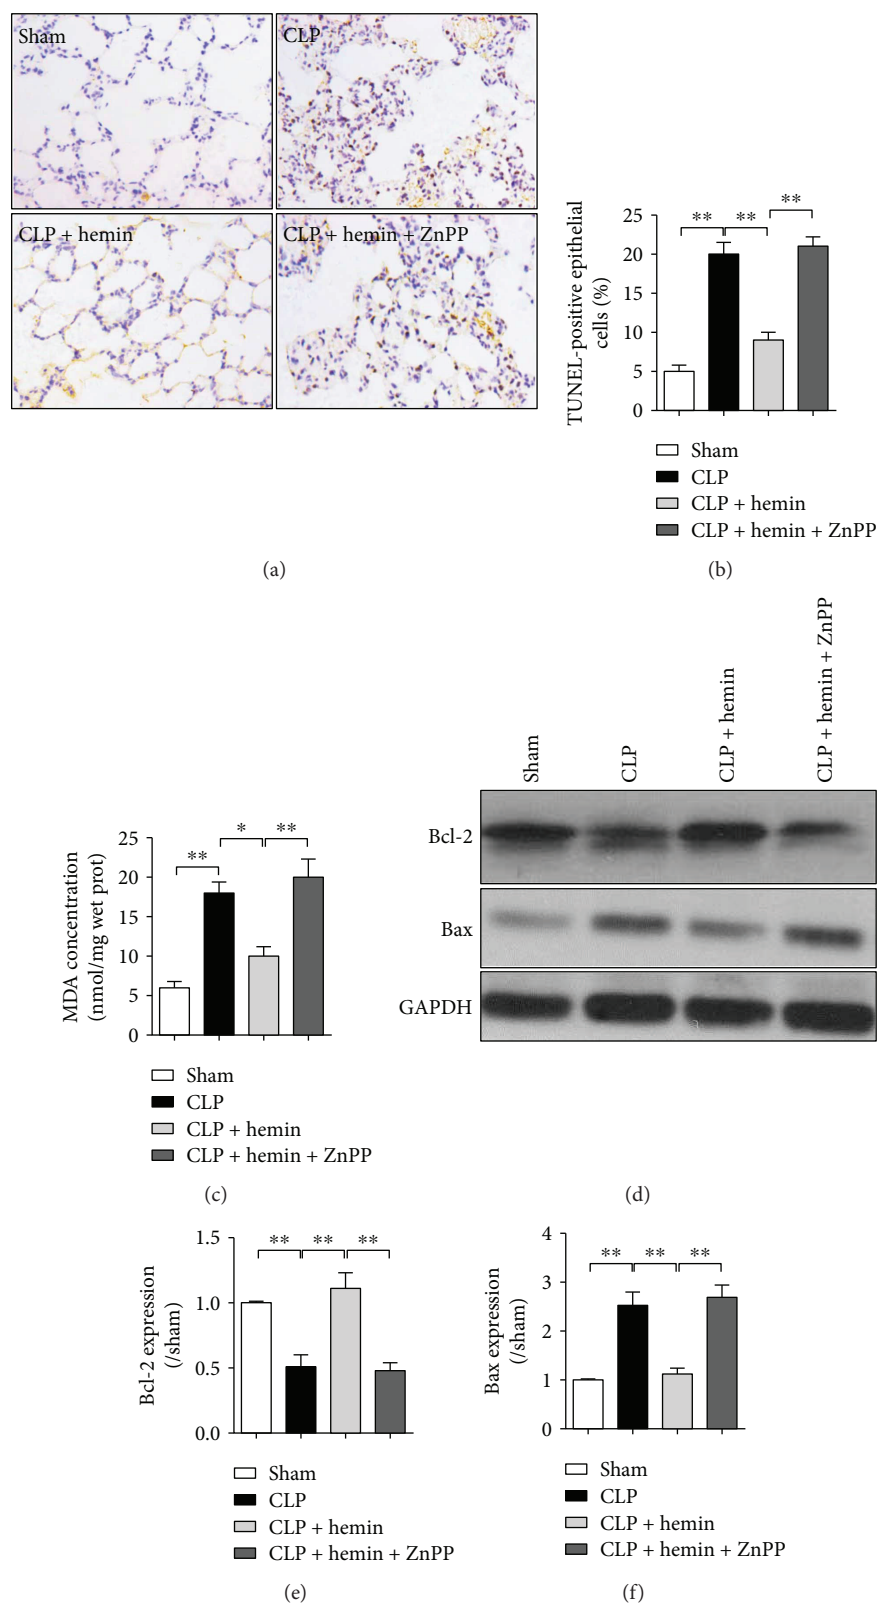 Sham
CLP
CLP + hemin
CLP + hemin + ZnPP
(a)
TUNEL-positive epithelial
cells (%)
25
20
15
10
5
0
** ** **
Sham
CLP
CLP + hemin
CLP + hemin + ZnPP
(b)
MDA concentration
(nmol/mg wet prot)
25
20
15
10
5
0
** * **
Sham
CLP
CLP + hemin
CLP + hemin + ZnPP
(c)
Sham
CLP
CLP + hemin
CLP + hemin + ZnPP
Bcl-2
Bax
GAPDH
(d)
Bcl-2 expression
(/sham)
1.5
1.0
0.5
0.0
** ** **
Sham
CLP
CLP + hemin
CLP + hemin + ZnPP
(e)
Bax expression
(/sham)
4
3
2
1
0
** ** **
Sham
CLP
CLP + hemin
CLP + hemin + ZnPP
(f)